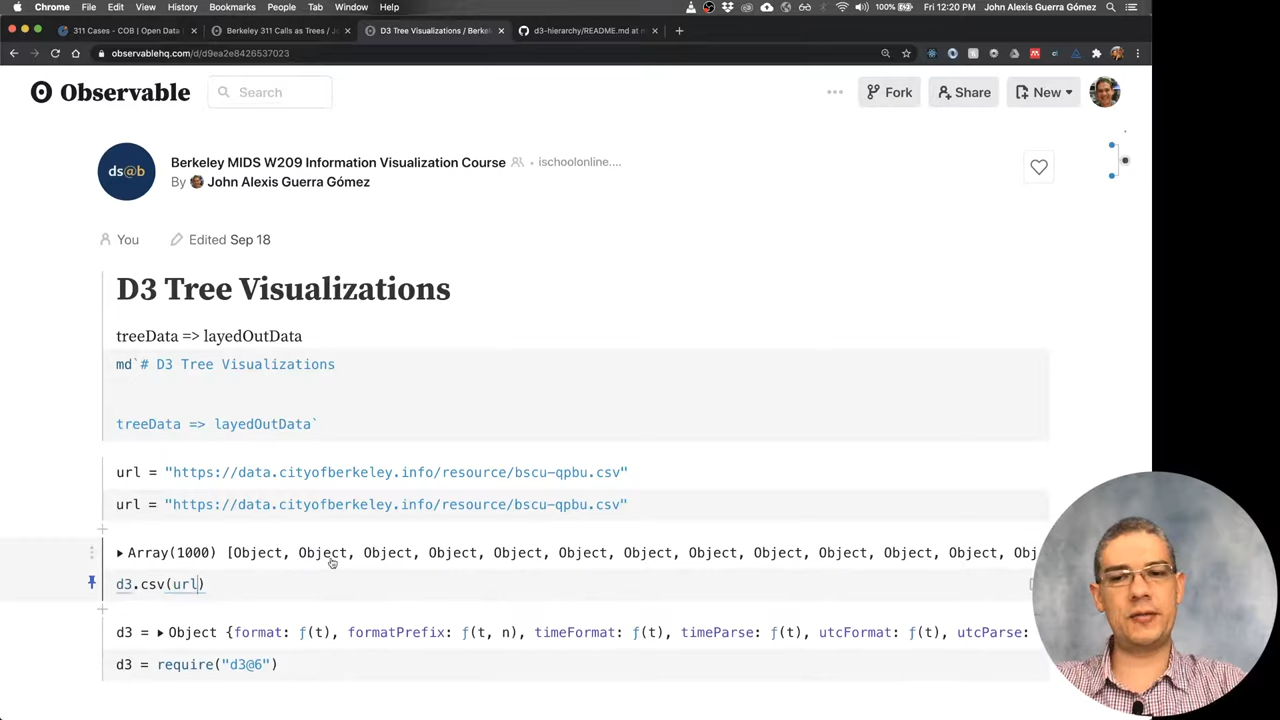 Chrome File Edit View History Bookmarks People Tab Window Help 100% Fri 12:20 PM John Alexis Guerra Gómez
311 Cases - COB | Open Data Berkeley 311 Calls as Trees / Jo D3 Tree Visualizations / Berkele d3-hierarchy/README.md at
observablehq.com/d/d9ea2e8426537023
Observable Search Fork Share New
ds@b
Berkeley MIDS W209 Information Visualization Course ischoolonline....
By John Alexis Guerra Gómez
You Edited Sep 18
D3 Tree Visualizations
treeData => layedOutData
md`# D3 Tree Visualizations
treeData => layedOutData`
url = "https://data.cityofberkeley.info/resource/bscu-qpbu.csv"
url = "https://data.cityofberkeley.info/resource/bscu-qpbu.csv"
Array(1000) [Object, Object, Object, Object, Object, Object, Object, Object, Object, Object, Object, Object, Obj
d3.csv(url)
d3 = Object {format: ƒ(t), formatPrefix: ƒ(t, n), timeFormat: ƒ(t), timeParse: ƒ(t), utcFormat: ƒ(t), utcParse:
d3 = require("d3@6")